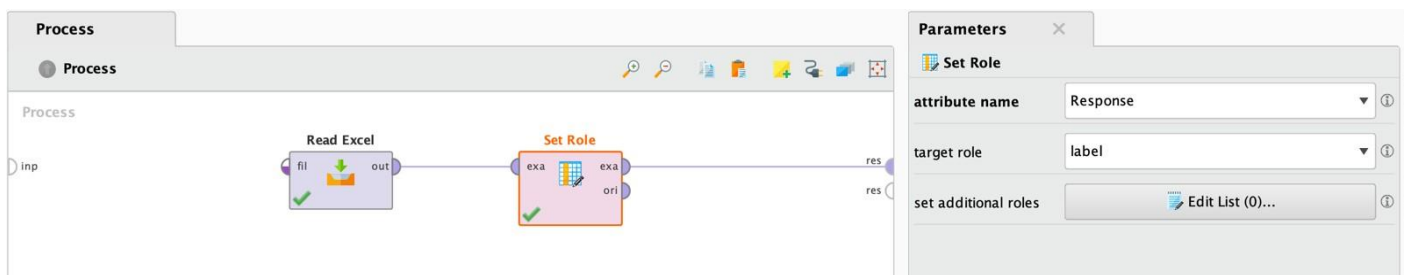 Process
Process
Process
inp
Read Excel
fil
out
Set Role
exa
exa
ori
res
res
Parameters
Set Role
attribute name
Response
target role
label
set additional roles
Edit List (0)...